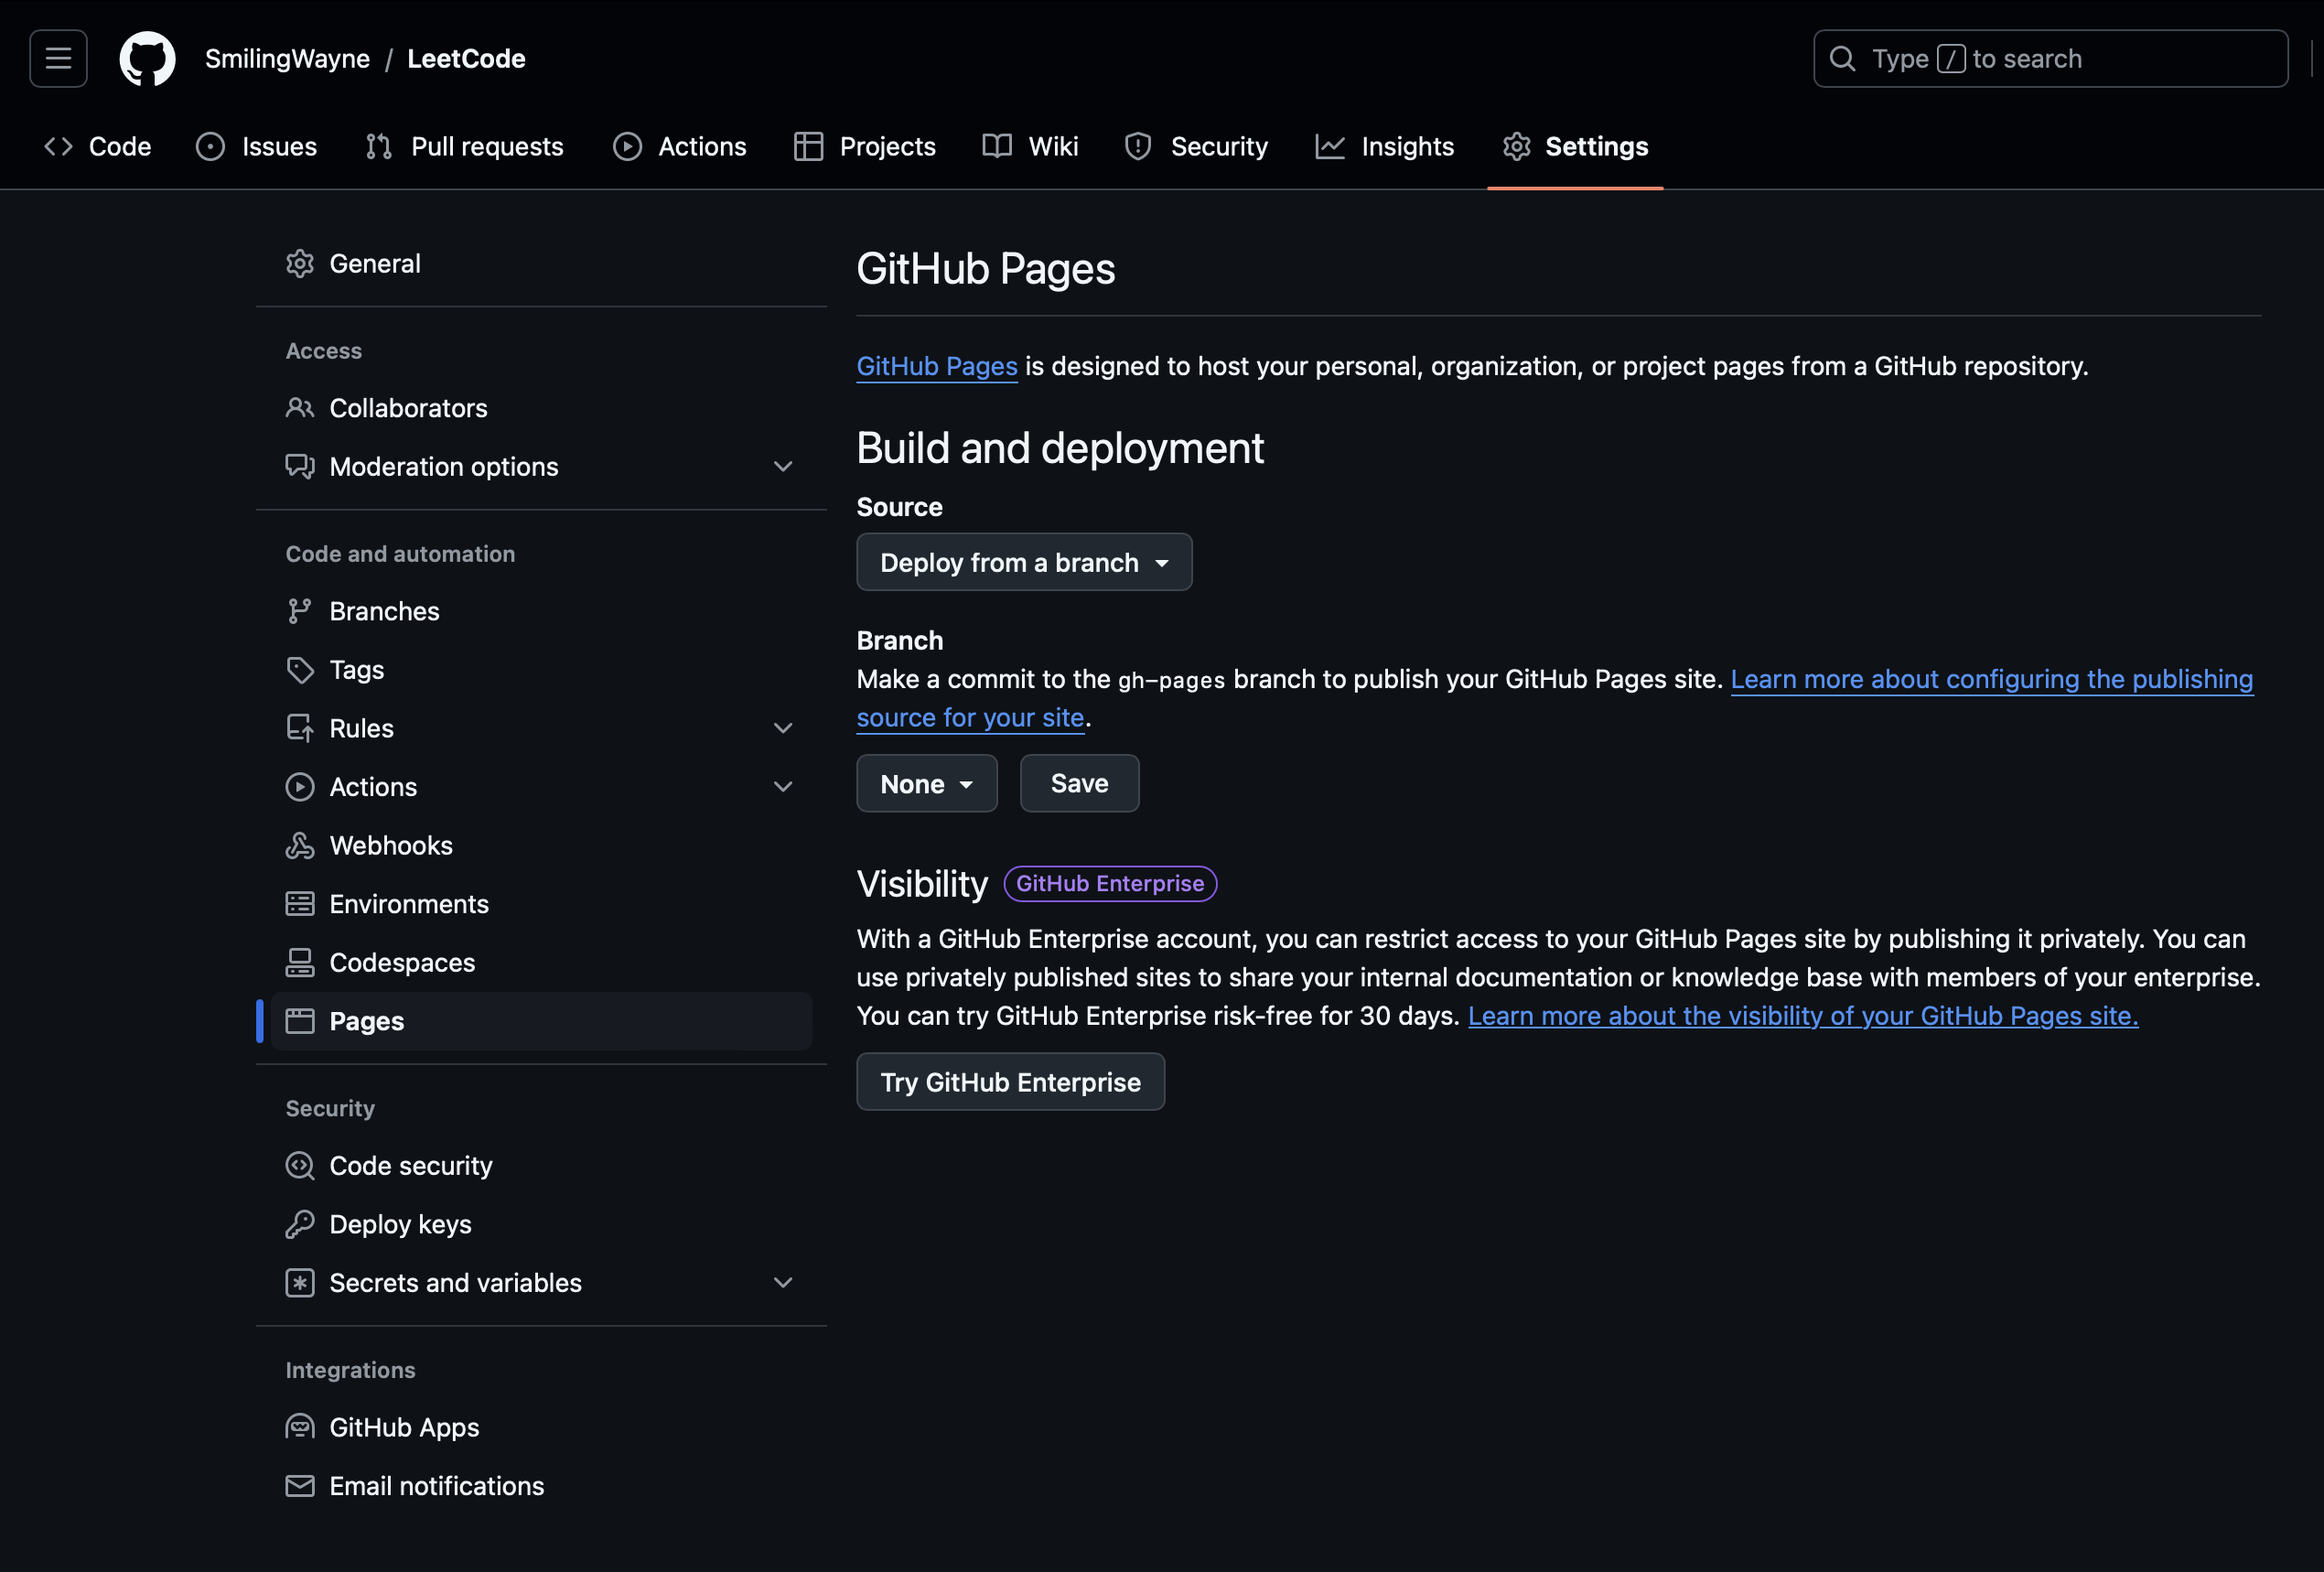 SmilingWayne / LeetCode
Type / to search
Code
Issues
Pull requests
Actions
Projects
Wiki
Security
Insights
Settings
General
Access
Collaborators
Moderation options
Code and automation
Branches
Tags
Rules
Actions
Webhooks
Environments
Codespaces
Pages
Security
Code security
Deploy keys
Secrets and variables
Integrations
GitHub Apps
Email notifications
GitHub Pages
GitHub Pages is designed to host your personal, organization, or project pages from a GitHub repository.
Build and deployment
Source
Deploy from a branch
Branch
Make a commit to the gh-pages branch to publish your GitHub Pages site. Learn more about configuring the publishing
source for your site.
None
Save
Visibility GitHub Enterprise
With a GitHub Enterprise account, you can restrict access to your GitHub Pages site by publishing it privately. You can
use privately published sites to share your internal documentation or knowledge base with members of your enterprise.
You can try GitHub Enterprise risk-free for 30 days. Learn more about the visibility of your GitHub Pages site.
Try GitHub Enterprise